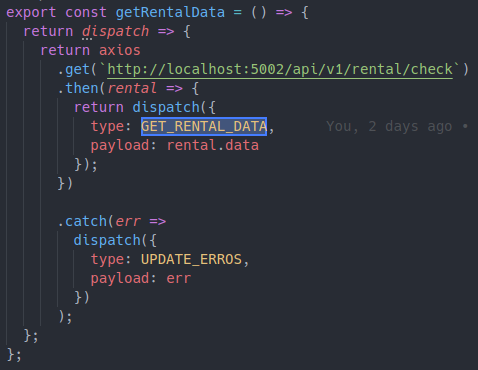 export const getRentalData = () => {
return dispatch => {
return axios
.get(`http://localhost:5002/api/v1/rental/check`)
.then(rental => {
return dispatch({
type: GET_RENTAL_DATA, You, 2 days ago •
payload: rental.data
});
})
.catch(err =>
dispatch({
type: UPDATE_ERROS,
payload: err
})
);
};
};